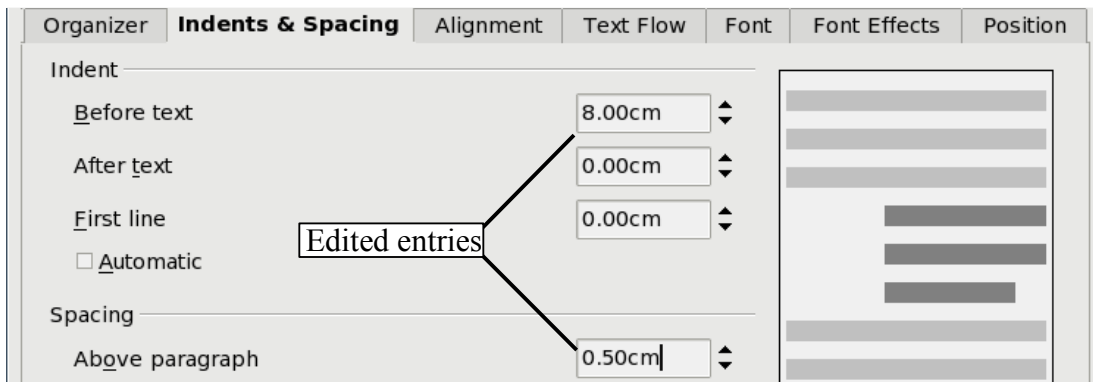 Organizer Indents & Spacing Alignment Text Flow Font Font Effects Position
Indent
Before text 8.00cm
After text 0.00cm
First line 0.00cm
Edited entries
Automatic
Spacing
Above paragraph 0.50cm